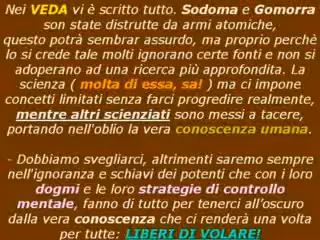 Nei VEDA vi è scritto tutto. Sodoma e Gomorra
son state distrutte da armi atomiche,
questo potrà sembrar assurdo, ma proprio perchè
lo si crede tale molti ignorano certe fonti e non si
adoperano ad una ricerca più approfondita. La
scienza ( molta di essa, sa! ) ma ci impone
concetti limitati senza farci progredire realmente,
mentre altri scienziati sono messi a tacere,
portando nell'oblio la vera conoscenza umana.
- Dobbiamo svegliarci, altrimenti saremo sempre
nell'ignoranza e schiavi dei potenti che con i loro
dogmi e le loro strategie di controllo
mentale, fanno di tutto per tenerci all'oscuro
dalla vera conoscenza che ci renderà una volta
per tutte: LIBERI DI VOLARE!